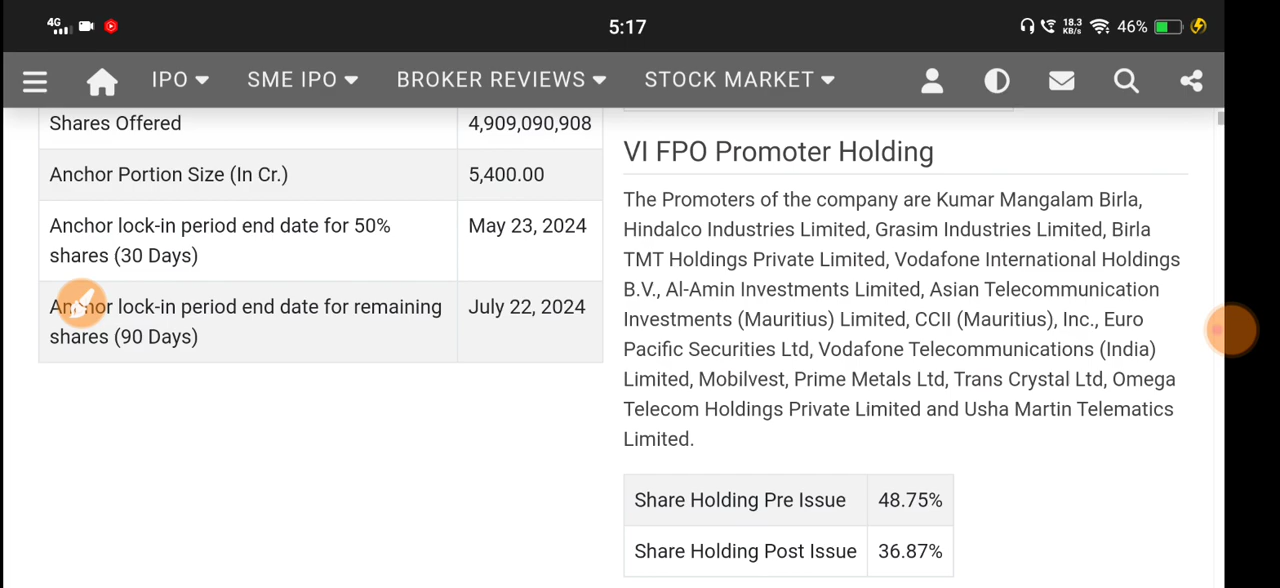 4G
5:17
18.3 KB/s
46%
IPO
SME IPO
BROKER REVIEWS
STOCK MARKET
Shares Offered 4,909,090,908
Anchor Portion Size (In Cr.) 5,400.00
Anchor lock-in period end date for 50% May 23, 2024
shares (30 Days)
Anchor lock-in period end date for remaining July 22, 2024
shares (90 Days)
VI FPO Promoter Holding
The Promoters of the company are Kumar Mangalam Birla,
Hindalco Industries Limited, Grasim Industries Limited, Birla
TMT Holdings Private Limited, Vodafone International Holdings
B.V., Al-Amin Investments Limited, Asian Telecommunication
Investments (Mauritius) Limited, CCII (Mauritius), Inc., Euro
Pacific Securities Ltd, Vodafone Telecommunications (India)
Limited, Mobilvest, Prime Metals Ltd, Trans Crystal Ltd, Omega
Telecom Holdings Private Limited and Usha Martin Telematics
Limited.
Share Holding Pre Issue 48.75%
Share Holding Post Issue 36.87%